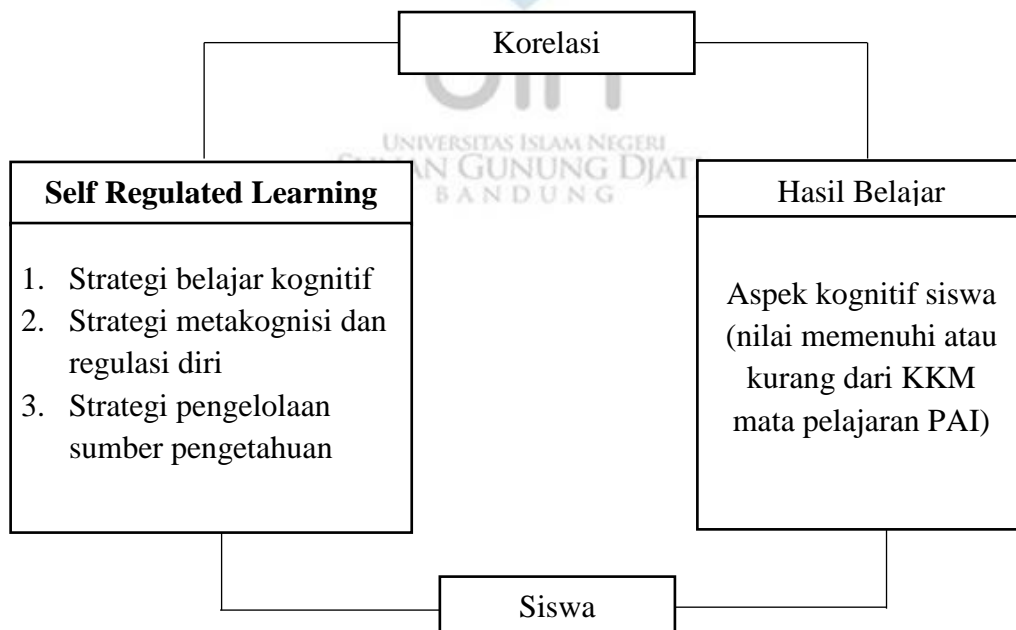 Korelasi
UNIVERSITAS ISLAM NEGERI
GUNUNG DJATI
BANDUNG
Self Regulated Learning
1. Strategi belajar kognitif
2. Strategi metakognisi dan
regulasi diri
3. Strategi pengelolaan
sumber pengetahuan
Hasil Belajar
Aspek kognitif siswa
(nilai memenuhi atau
kurang dari KKM
mata pelajaran PAI)
Siswa